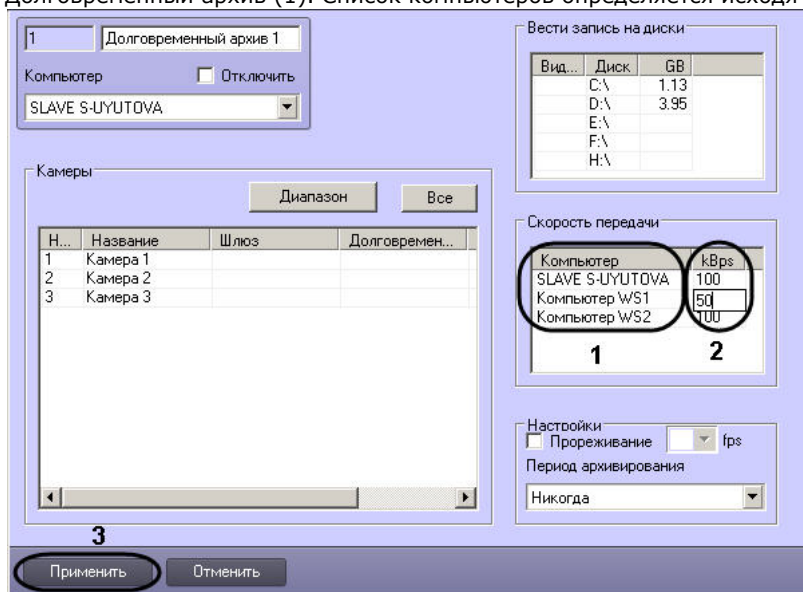 Долговременный архив (1). Список компьютеров определяется исходя
1 Долговременный архив 1
Компьютер Отключить
SLAVE S-UYUTOVA
Вести запись на диски
Вид... Диск GB
C:\ 1.13
D:\ 3.95
E:\
F:\
H:\
Камеры
Диапазон Все
Н... Название Шлюз Долговремен...
1 Камера 1
2 Камера 2
3 Камера 3
Скорость передачи
Компьютер kBps
SLAVE S-UYUTOVA 100
Компьютер WS1 50
Компьютер WS2 100
1 2
Настройки
Прореживание fps
Период архивирования
Никогда
3
Применить Отменить